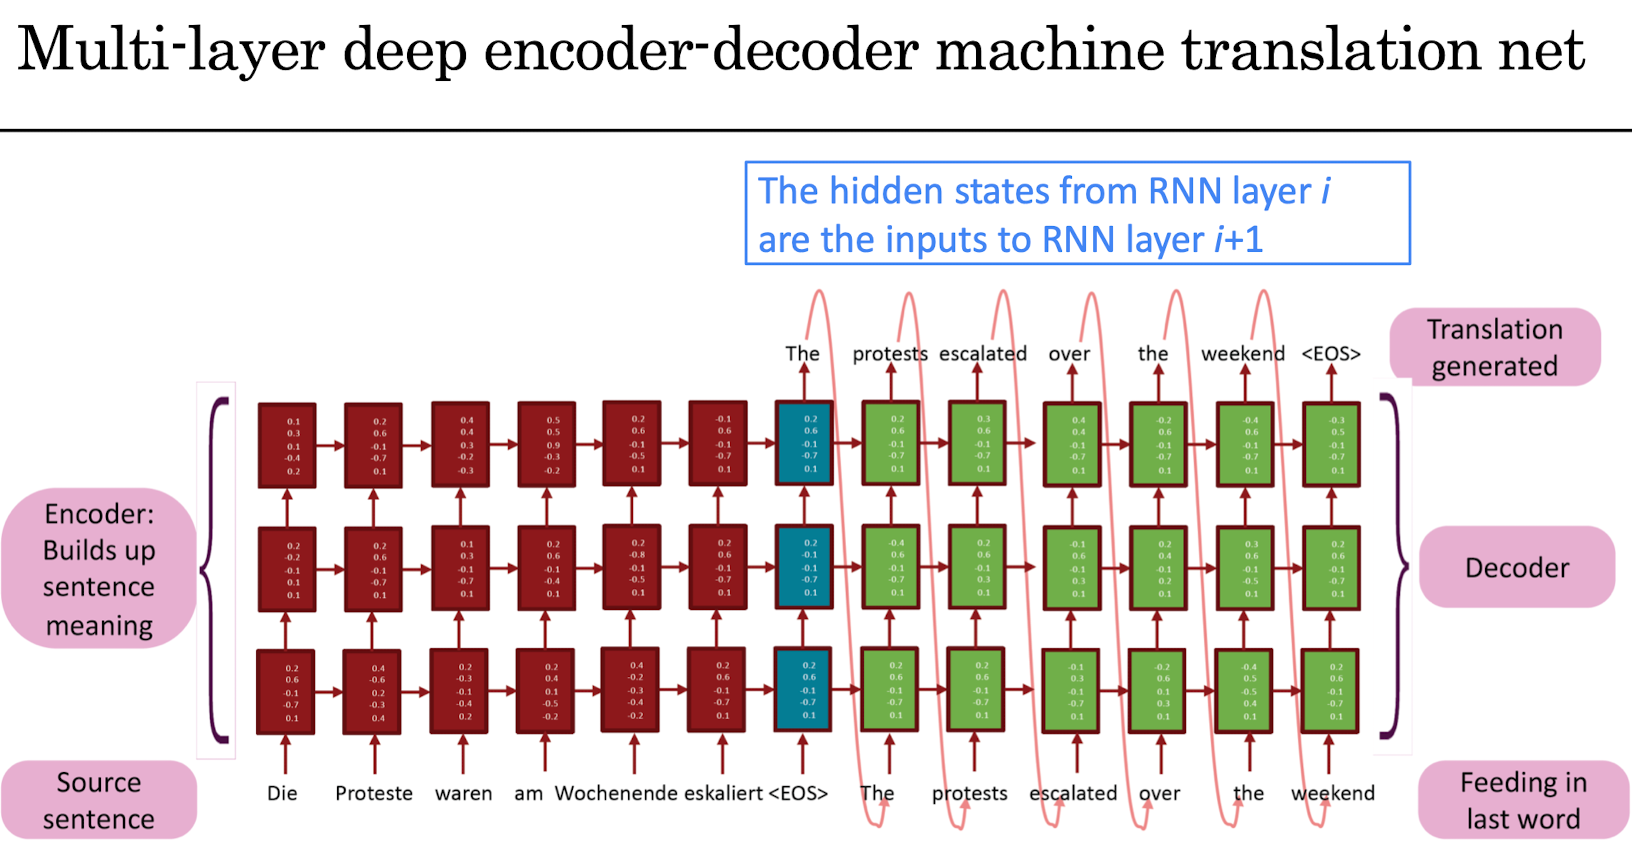 Multi-layer deep encoder-decoder machine translation net
The hidden states from RNN layer i
are the inputs to RNN layer i+1
Translation
generated
The protests escalated over the weekend <EOS>
0.1 0.2 0.4 0.5 0.2 -0.1 0.2 0.2 0.3 0.4 -0.2 -0.4 -0.3
0.3 0.6 0.4 0.5 0.6 0.6 0.6 0.6 0.6 0.4 0.6 0.6 0.5
0.1 -0.1 0.3 0.9 -0.1 -0.1 -0.1 -0.1 -0.1 -0.1 -0.1 -0.1 -0.1
-0.4 -0.7 -0.2 -0.3 -0.5 -0.7 -0.7 -0.7 -0.7 -0.7 -0.7 -0.7 -0.7
0.2 0.1 -0.3 -0.2 0.1 0.1 0.1 0.1 0.1 0.1 0.1 0.1 0.1
Encoder:
Builds up
sentence
meaning
0.2 0.2 0.1 0.2 0.2 0.2 0.2 -0.4 0.2 -0.1 0.2 0.3 0.2
-0.2 0.6 0.3 0.6 -0.8 0.6 -0.1 0.6 0.6 0.6 0.4 0.6 0.6
-0.1 -0.1 -0.1 -0.1 -0.1 -0.1 -0.1 -0.1 -0.1 -0.1 -0.1 -0.1 -0.1
0.1 -0.7 -0.7 -0.4 -0.5 -0.7 -0.7 -0.7 0.3 0.3 0.2 -0.5 -0.7
0.1 0.1 0.1 0.1 0.1 0.1 0.1 0.1 0.1 0.1 0.1 0.1 0.1
Decoder
0.2 0.4 0.2 0.2 0.4 0.2 0.2 0.2 0.2 -0.1 -0.2 -0.4 0.2
0.6 -0.6 -0.3 0.4 -0.2 0.6 0.6 0.6 0.6 0.3 0.6 0.5 0.6
-0.1 0.2 -0.1 0.1 -0.3 -0.1 -0.1 -0.1 -0.1 -0.1 0.1 -0.5 -0.1
-0.7 -0.3 -0.4 -0.5 -0.4 -0.7 -0.7 -0.7 -0.7 -0.7 0.3 0.4 -0.7
0.1 0.4 0.2 -0.2 -0.2 0.1 0.1 0.1 0.1 0.1 0.1 0.1 0.1
Source
sentence
Die Proteste waren am Wochenende eskaliert <EOS> The protests escalated over the weekend
Feeding in
last word